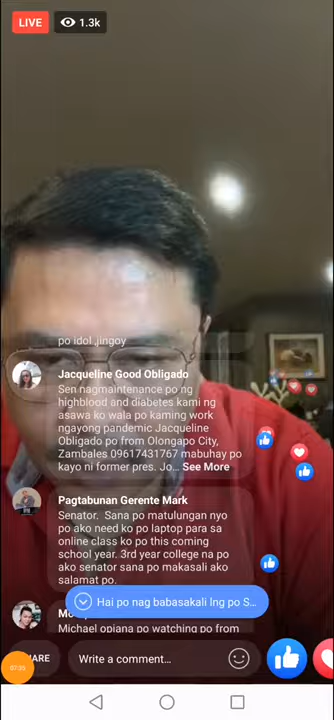 LIVE
1.3k
po idol ,jingoy
Jacqueline Good Obligado
Sen nagmaintenance po ng
highblood and diabetes kami ng
asawa ko wala po kaming work
ngayong pandemic Jacqueline
Obligado po from Olongapo City,
Zambales 09617431767 mabuhay po
kayo ni former pres. Jo... See More
Pagtabunan Gerente Mark
Senator. Sana po matulungan nyo
po ako need ko po laptop para sa
online class ko po this coming
school year. 3rd year college na po
ako senator sana po makasali ako
salamat po.
Hai po nag babasakali lng po S...
Michael opiana po watching po from
Write a comment...